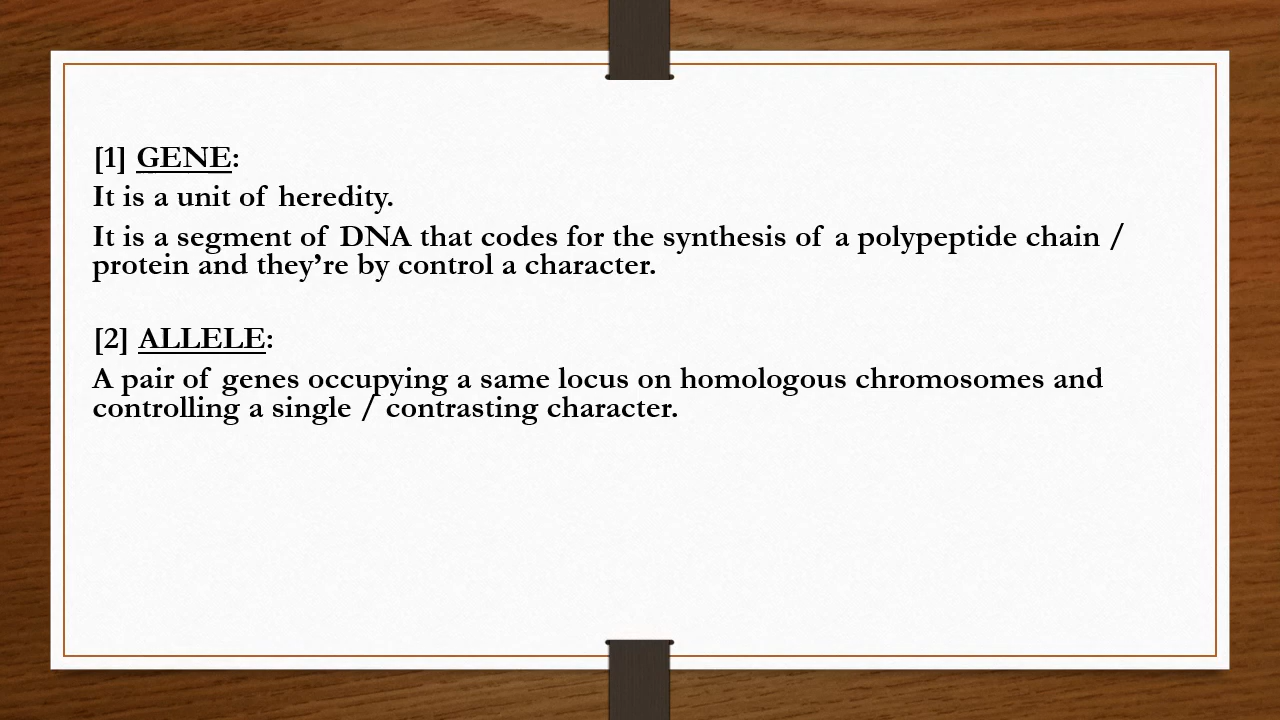 [1] GENE:
It is a unit of heredity.
It is a segment of DNA that codes for the synthesis of a polypeptide chain /
protein and they’re by control a character.
[2] ALLELE:
A pair of genes occupying a same locus on homologous chromosomes and
controlling a single / contrasting character.